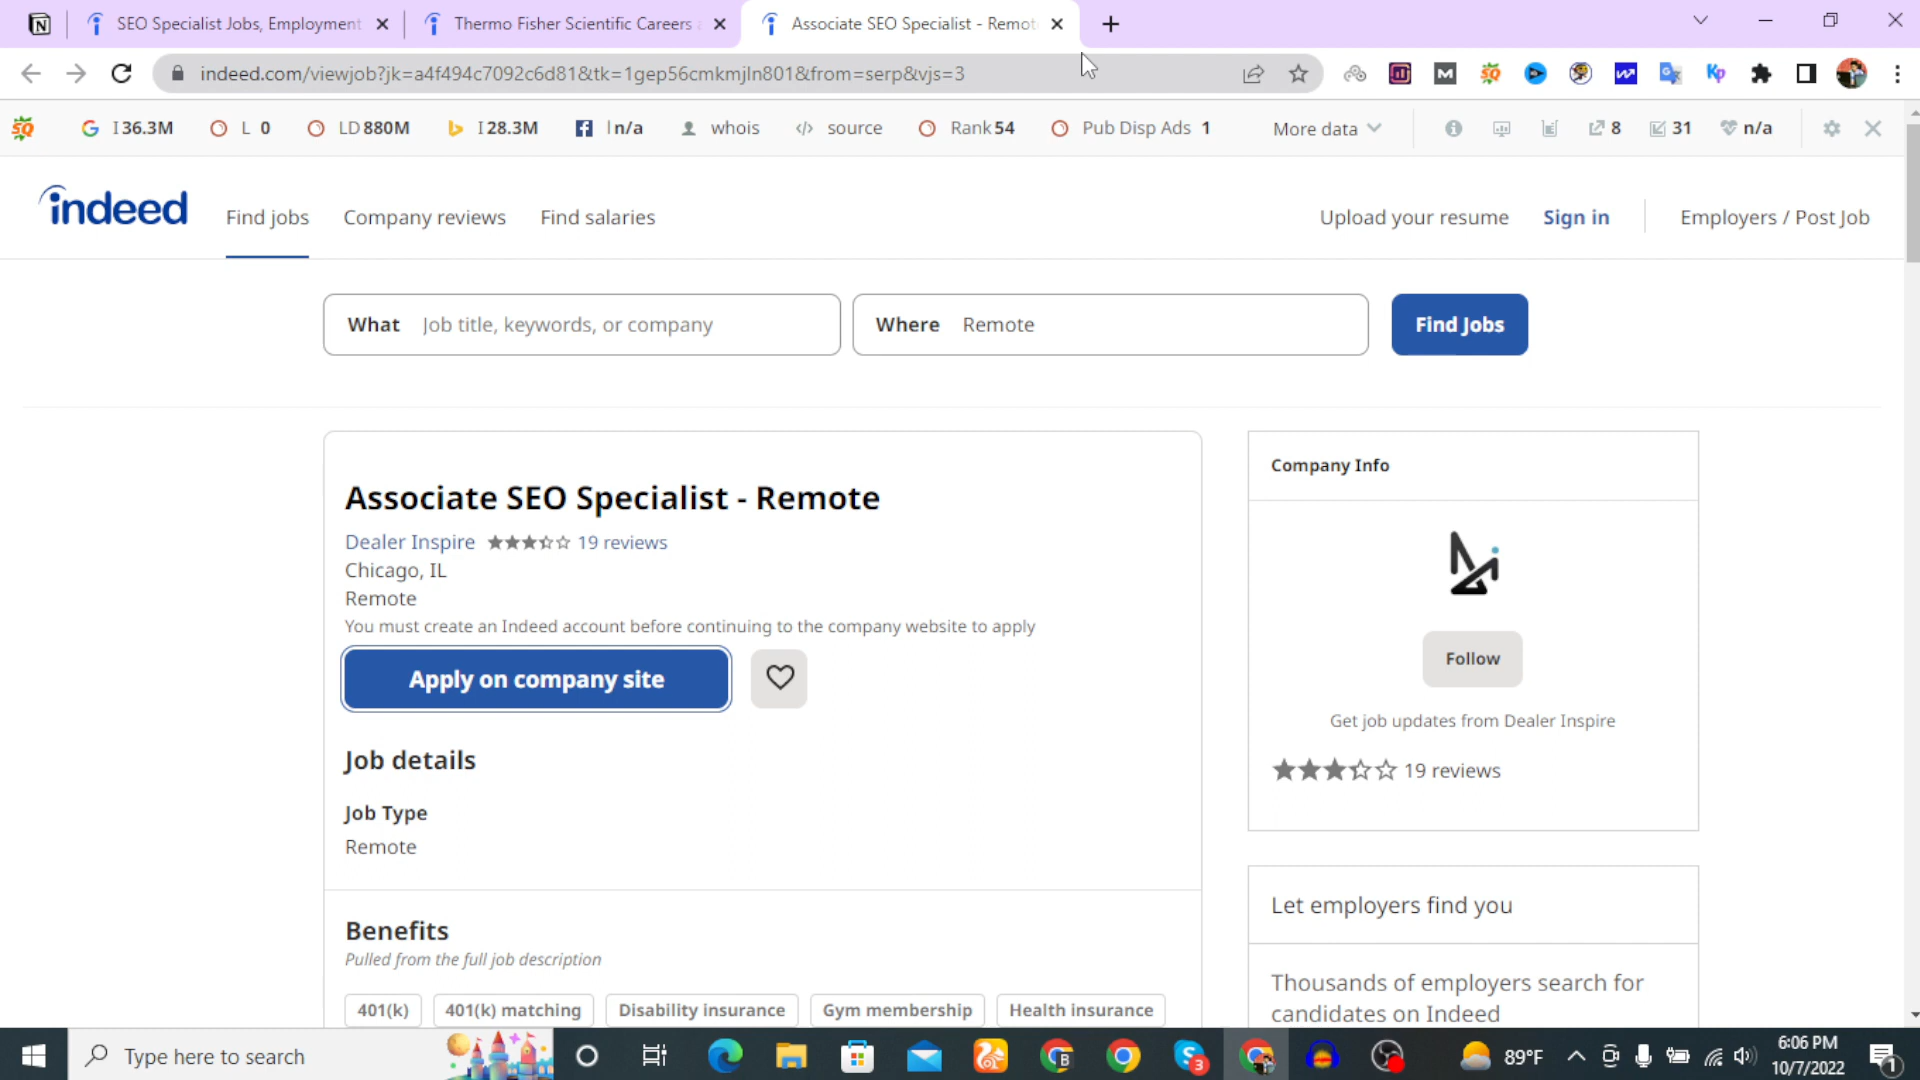 SEO Specialist Jobs, Employment
Thermo Fisher Scientific Careers a
Associate SEO Specialist - Remot
indeed.com/viewjob?jk=a4f494c7092c6d81&tk=1gep56cmkmjln801&from=serp&vjs=3
I 36.3M L 0 LD 880M I 28.3M I n/a whois source Rank 54 Pub Disp Ads 1 More data 8 31 n/a
indeed
Find jobs Company reviews Find salaries
Upload your resume Sign in Employers / Post Job
What Job title, keywords, or company
Where Remote
Find Jobs
Associate SEO Specialist - Remote
Dealer Inspire 19 reviews
Chicago, IL
Remote
You must create an Indeed account before continuing to the company website to apply
Apply on company site
Job details
Job Type
Remote
Benefits
Pulled from the full job description
401(k) 401(k) matching Disability insurance Gym membership Health insurance
Company Info
Follow
Get job updates from Dealer Inspire
19 reviews
Let employers find you
Thousands of employers search for
candidates on Indeed
Type here to search
89°F
6:06 PM
10/7/2022